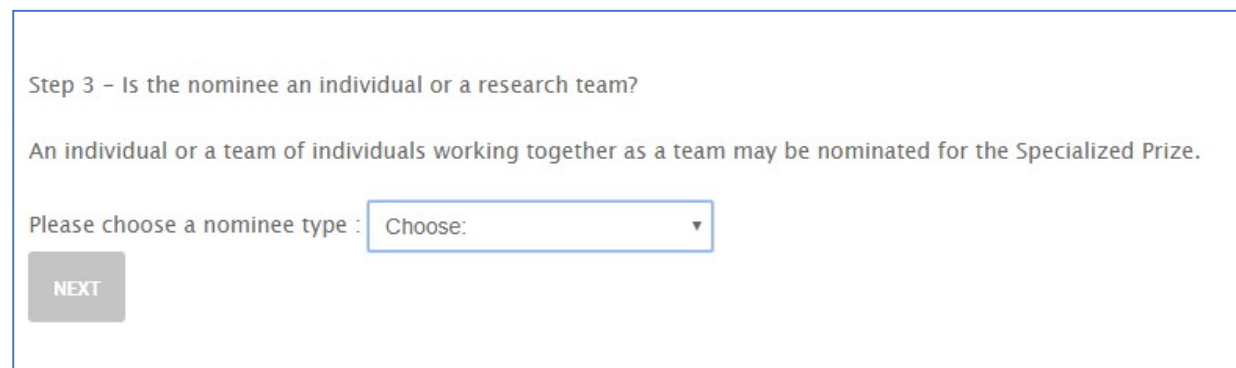 Step 3 – Is the nominee an individual or a research team?
An individual or a team of individuals working together as a team may be nominated for the Specialized Prize.
Please choose a nominee type : Choose:
NEXT